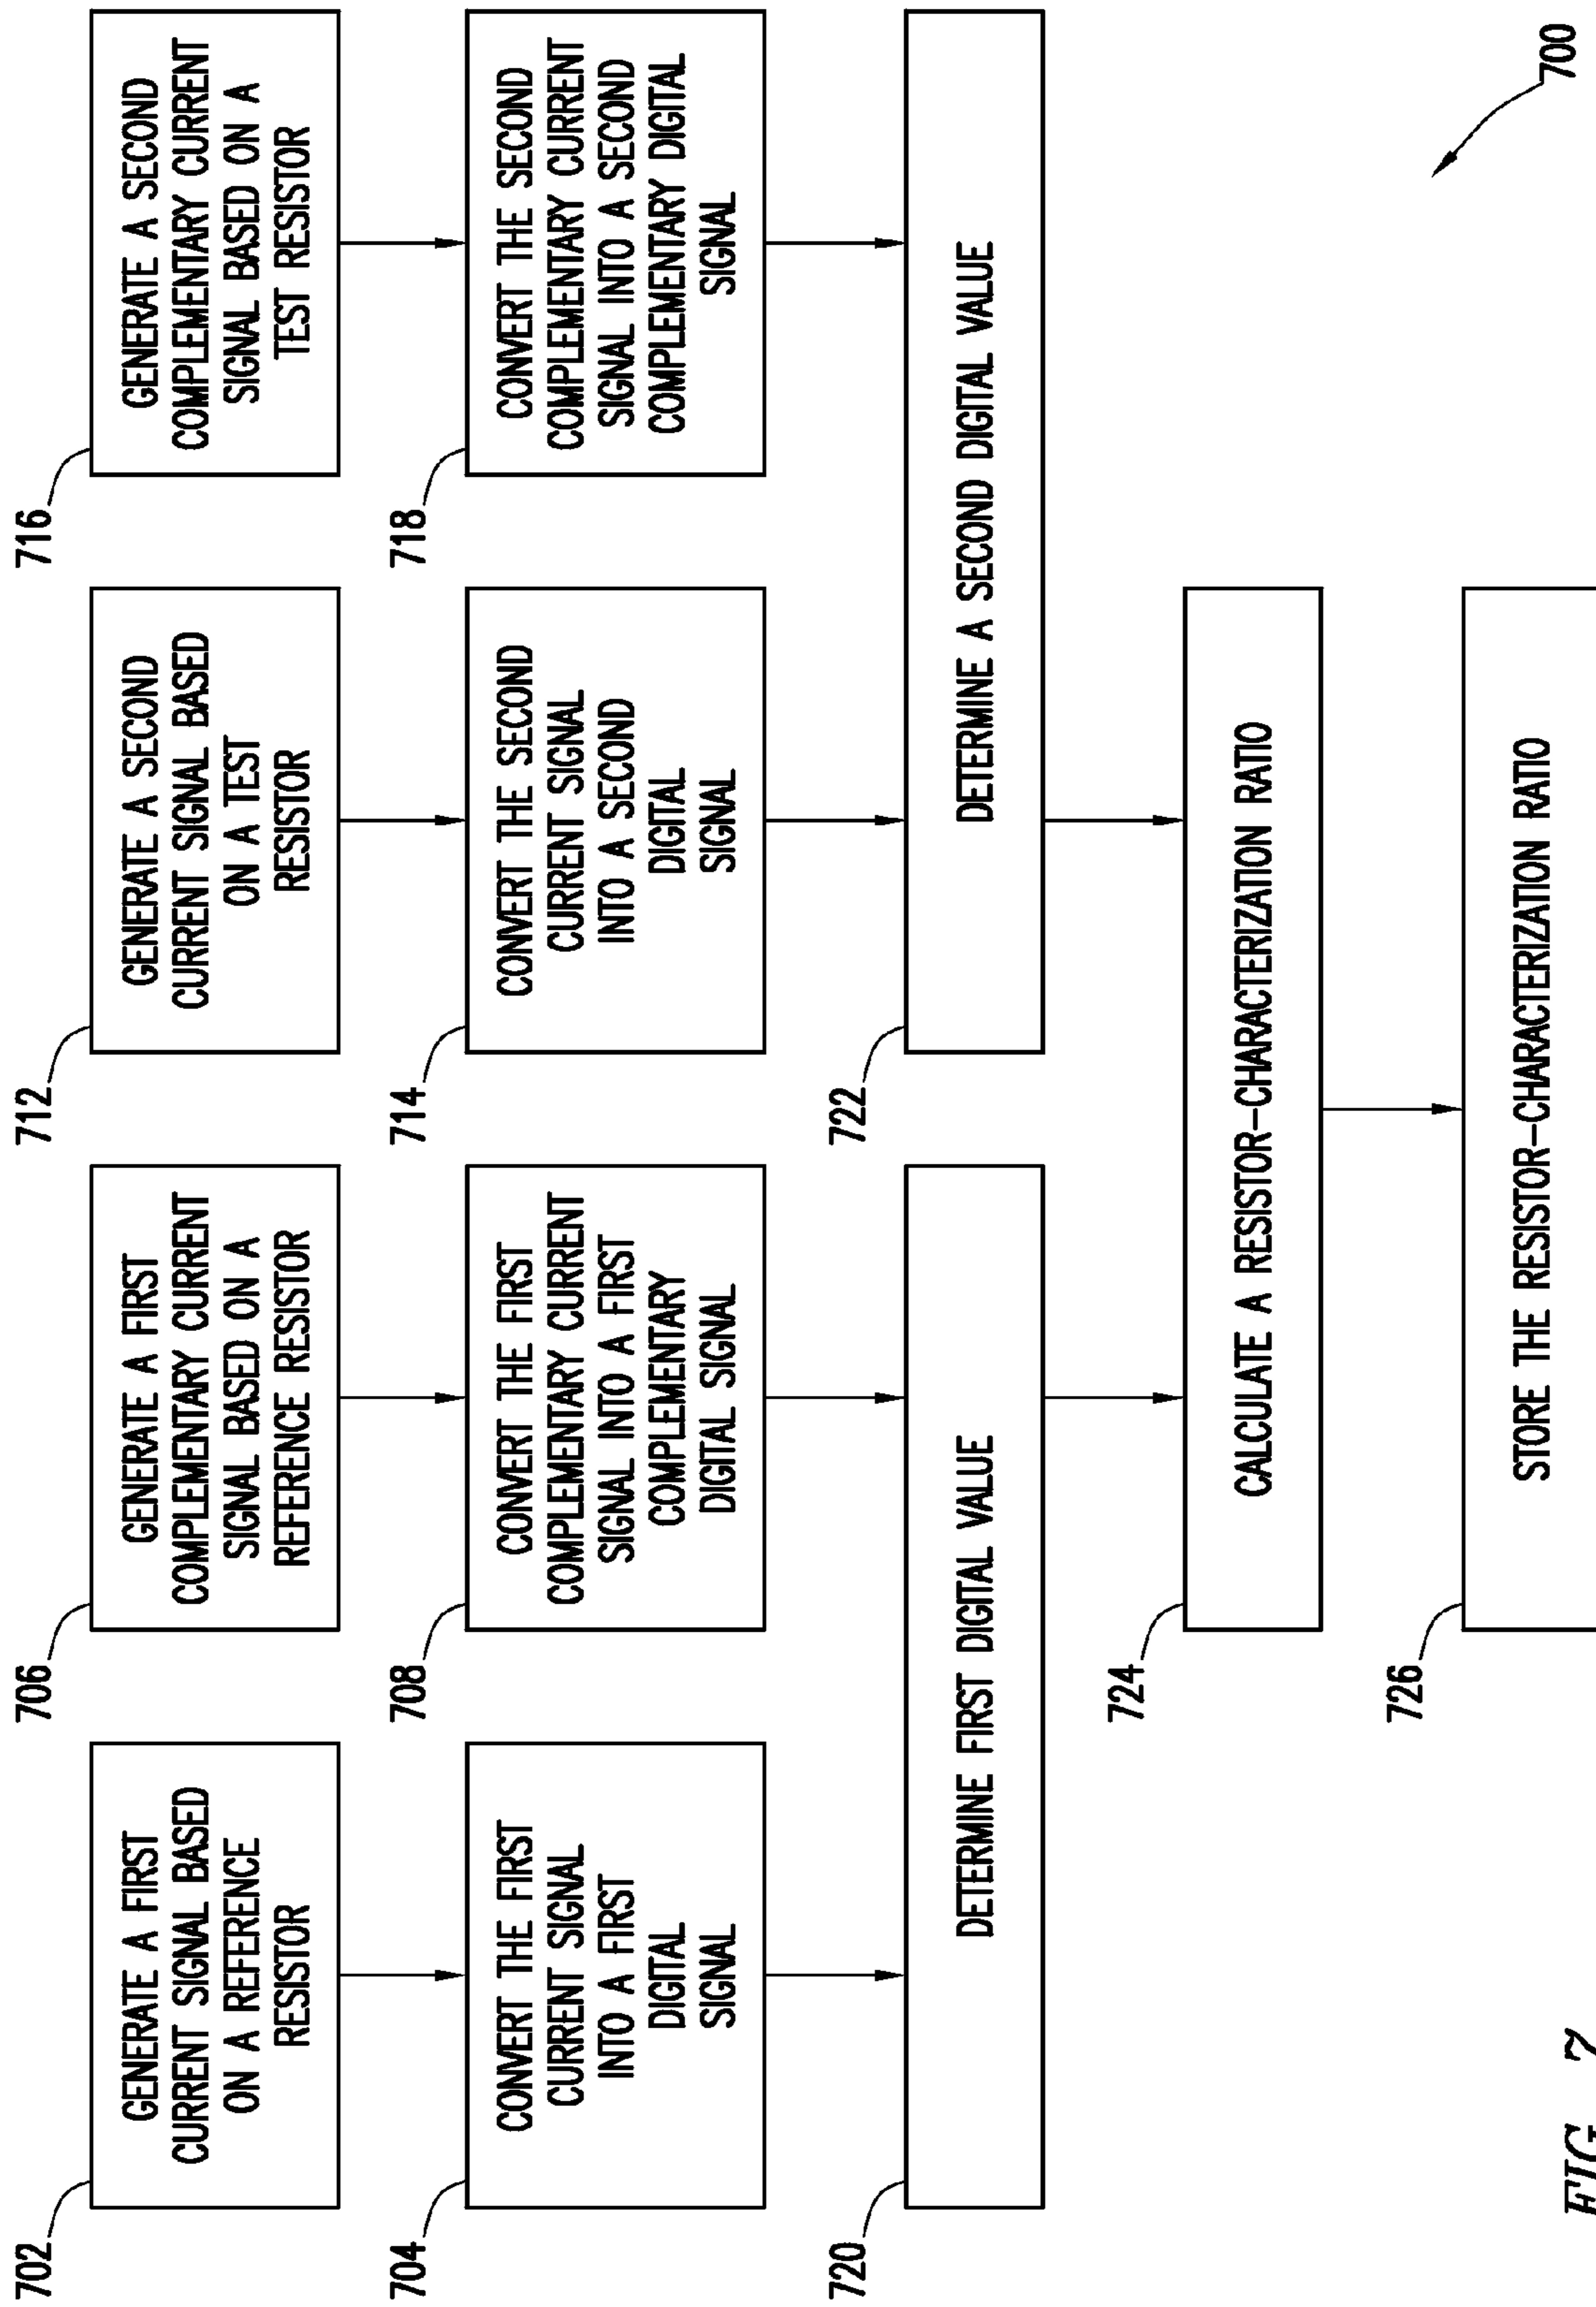 702
GENERATE A FIRST
CURRENT SIGNAL BASED
ON A REFERENCE
RESISTOR
706
GENERATE A FIRST
COMPLEMENTARY CURRENT
SIGNAL BASED ON A
REFERENCE RESISTOR
712
GENERATE A SECOND
CURRENT SIGNAL BASED
ON A TEST
RESISTOR
716
GENERATE A SECOND
COMPLEMENTARY CURRENT
SIGNAL BASED ON A
TEST RESISTOR
704
CONVERT THE FIRST
CURRENT SIGNAL
INTO A FIRST
DIGITAL
SIGNAL
708
CONVERT THE FIRST
COMPLEMENTARY CURRENT
SIGNAL INTO A FIRST
COMPLEMENTARY
DIGITAL SIGNAL
714
CONVERT THE SECOND
CURRENT SIGNAL
INTO A SECOND
DIGITAL
SIGNAL
718
CONVERT THE SECOND
COMPLEMENTARY CURRENT
SIGNAL INTO A SECOND
COMPLEMENTARY DIGITAL
SIGNAL
720
DETERMINE FIRST DIGITAL VALUE
722
DETERMINE A SECOND DIGITAL VALUE
724
CALCULATE A RESISTOR-CHARACTERIZATION RATIO
726
STORE THE RESISTOR-CHARACTERIZATION RATIO
700
FIG. 7